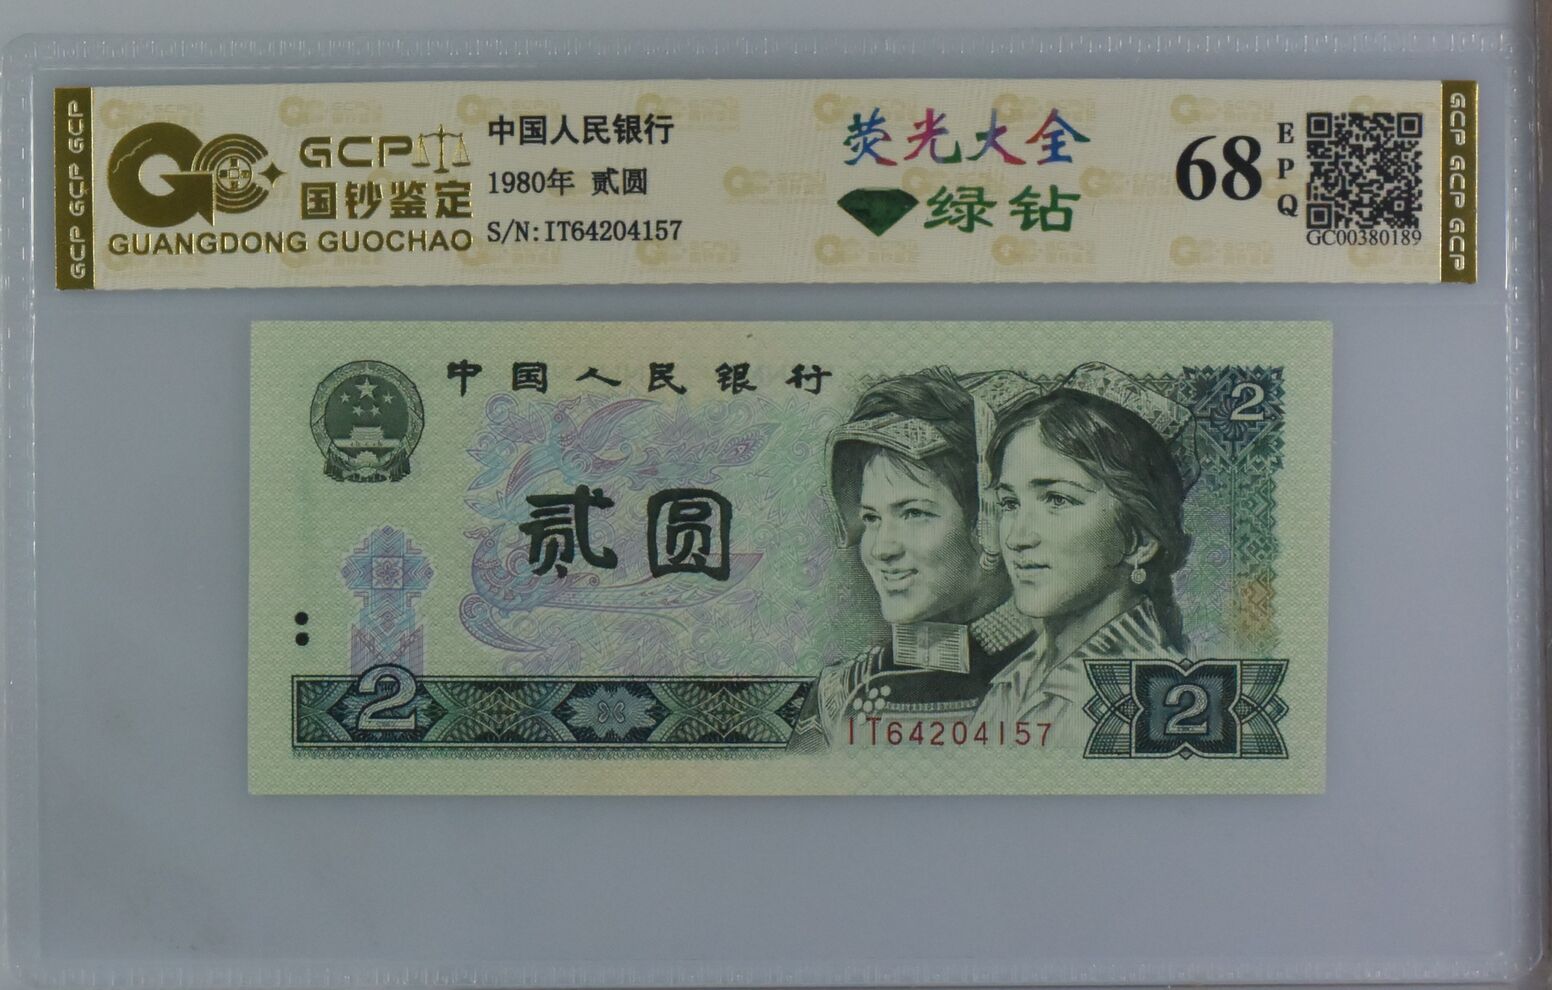 GCP GCP GCP
GCP
国钞鉴定
GUANGDONG GUOCHAO
中国人民银行
1980年 贰圆
S/N:IT64204157
荧光大全
绿钻
68
EPQ
GC00380189
GCP GCP GCP
中国人民银行
2
贰圆
2
IT64204157
2